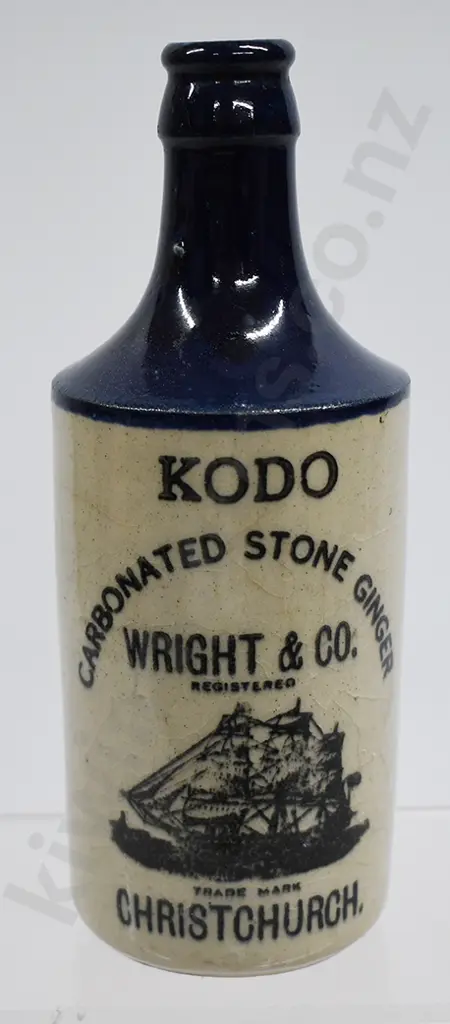 KODO
CARBONATED STONE GINGER
WRIGHT & CO.
REGISTERED
TRADE MARK
CHRISTCHURCH.